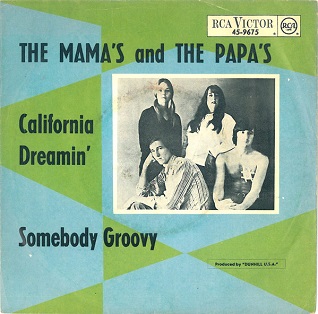 RCA VICTOR
RCA
45-9675
THE MAMA'S and THE PAPA'S
California
Dreamin'
Somebody Groovy
Produced by "DUNHILL U.S.A."